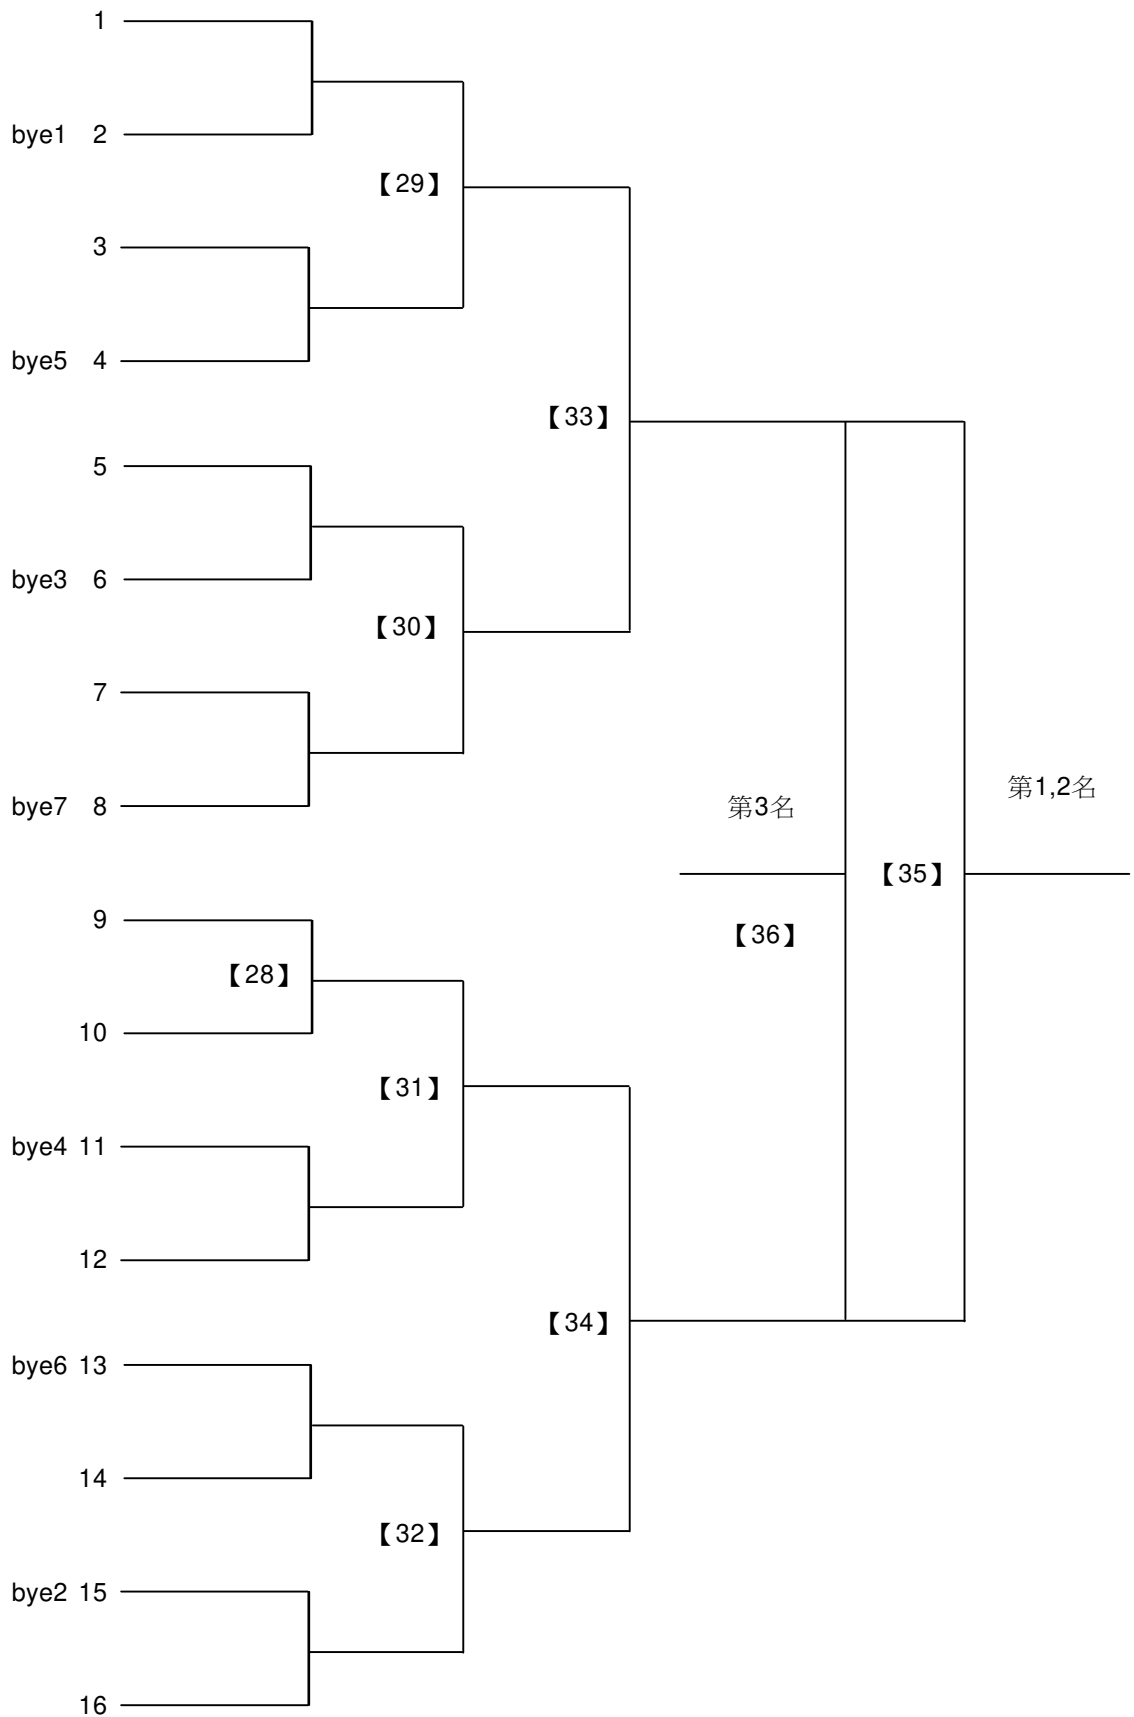 1
bye1 2
【29】
3
bye5 4
【33】
5
bye3 6
【30】
7
bye7 8
第1,2名
第3名
【35】
9
【36】
【28】
10
【31】
bye4 11
12
【34】
bye6 13
14
【32】
bye2 15
16